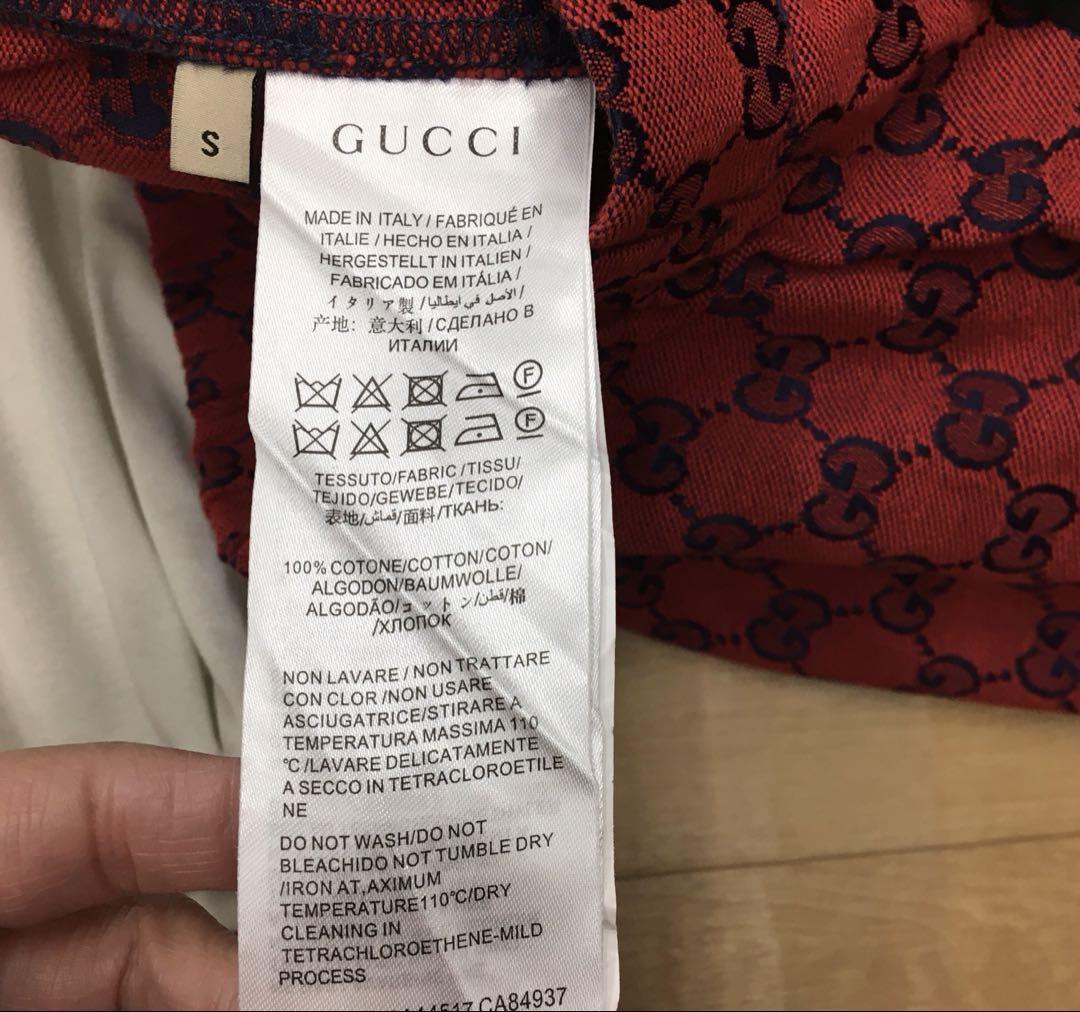 S
GUCCI
MADE IN ITALY / FABRIQUÉ EN
ITALIE / HECHO EN ITALIA /
HERGESTELLT IN ITALIEN /
FABRICADO EM ITÁLIA /
イタリア製 / الأصل في ايطاليا /
产地: 意大利 / СДЕЛАНО В
ИТАЛИИ
F
F
TESSUTO/FABRIC /TISSU/
TEJIDO/GEWEBE/TECIDO/
表地/قماش/面料/ТКАНЬ:
100% COTONE/COTTON/COTON/
ALGODON/BAUMWOLLE/
ALGODÃO/コットン/قطن/棉
/ХЛОПОК
NON LAVARE / NON TRATTARE
CON CLOR /NON USARE
ASCIUGATRICE/STIRARE A
TEMPERATURA MASSIMA 110
℃/LAVARE DELICATAMENTE
A SECCO IN TETRACLOROETILE
NE
DO NOT WASH/DO NOT
BLEACHIDO NOT TUMBLE DRY
/IRON AT,AXIMUM
TEMPERATURE110℃/DRY
CLEANING IN
TETRACHLOROETHENE-MILD
PROCESS
CA84937